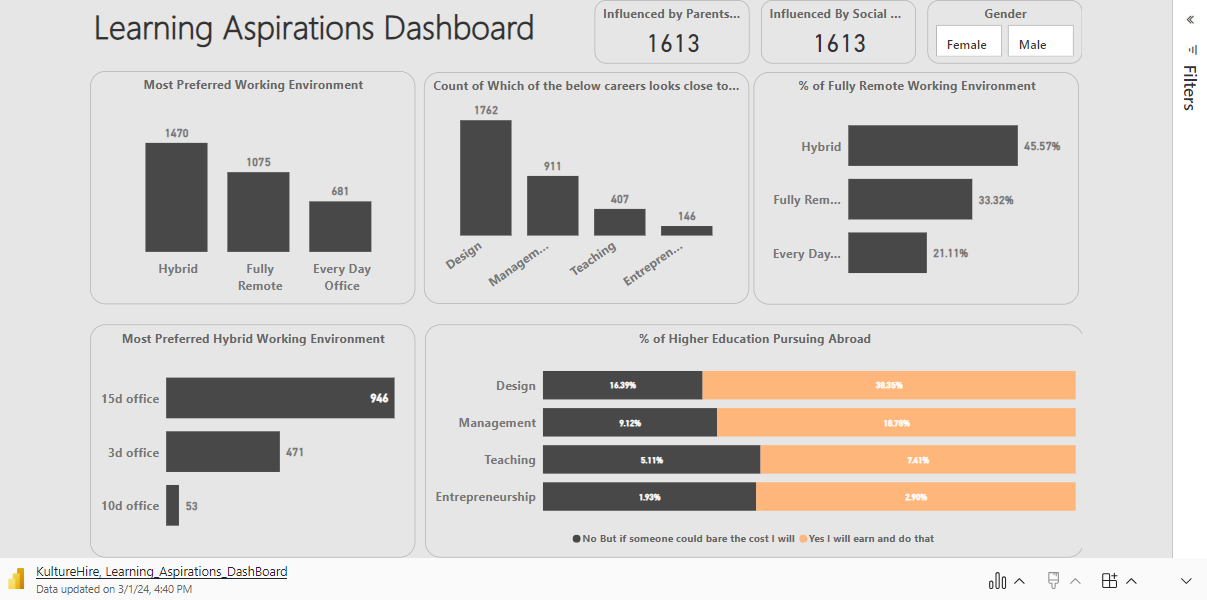 Learning Aspirations Dashboard
Influenced by Parents...
1613
Influenced By Social ...
1613
Gender
Female
Male
«
Filters
Most Preferred Working Environment
1470
1075
681
Hybrid
Fully
Remote
Every Day
Office
Count of Which of the below careers looks close to...
1762
911
407
146
Design
Managem...
Teaching
Entrepren...
% of Fully Remote Working Environment
Hybrid
45.57%
Fully Rem...
33.32%
Every Day...
21.11%
Most Preferred Hybrid Working Environment
15d office
946
3d office
471
10d office
53
% of Higher Education Pursuing Abroad
Design
16.39%
38.35%
Management
9.12%
18.78%
Teaching
5.11%
7.41%
Entrepreneurship
1.93%
2.90%
No But if someone could bare the cost I will
Yes I will earn and do that
KultureHire, Learning_Aspirations_DashBoard
Data updated on 3/1/24, 4:40 PM